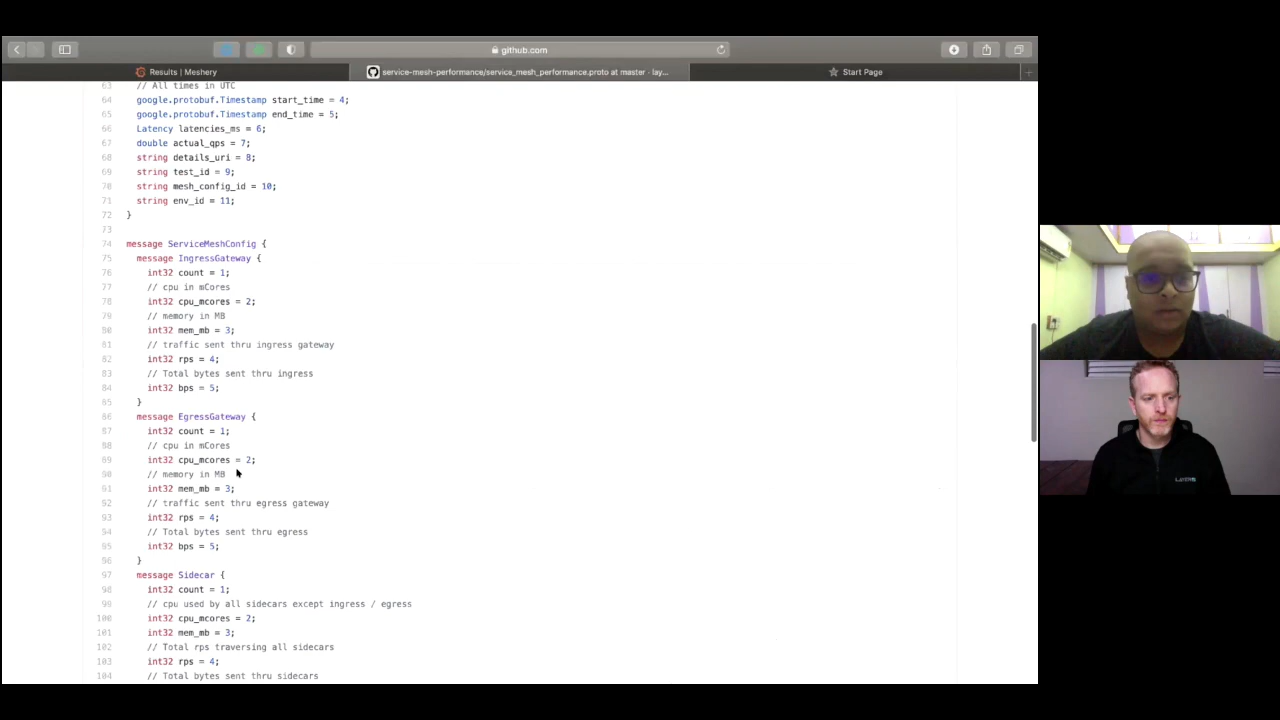 github.com
Results | Meshery
service-mesh-performance/service_mesh_performance.proto at master · lay...
Start Page
63 // All times in UTC
64 google.protobuf.Timestamp start_time = 4;
65 google.protobuf.Timestamp end_time = 5;
66 Latency latencies_ms = 6;
67 double actual_qps = 7;
68 string details_uri = 8;
69 string test_id = 9;
70 string mesh_config_id = 10;
71 string env_id = 11;
72 }
73
74 message ServiceMeshConfig {
75 message IngressGateway {
76 int32 count = 1;
77 // cpu in mCores
78 int32 cpu_mcores = 2;
79 // memory in MB
80 int32 mem_mb = 3;
81 // traffic sent thru ingress gateway
82 int32 rps = 4;
83 // Total bytes sent thru ingress
84 int32 bps = 5;
85 }
86 message EgressGateway {
87 int32 count = 1;
88 // cpu in mCores
89 int32 cpu_mcores = 2;
90 // memory in MB
91 int32 mem_mb = 3;
92 // traffic sent thru egress gateway
93 int32 rps = 4;
94 // Total bytes sent thru egress
95 int32 bps = 5;
96 }
97 message Sidecar {
98 int32 count = 1;
99 // cpu used by all sidecars except ingress / egress
100 int32 cpu_mcores = 2;
101 int32 mem_mb = 3;
102 // Total rps traversing all sidecars
103 int32 rps = 4;
104 // Total bytes sent thru sidecars